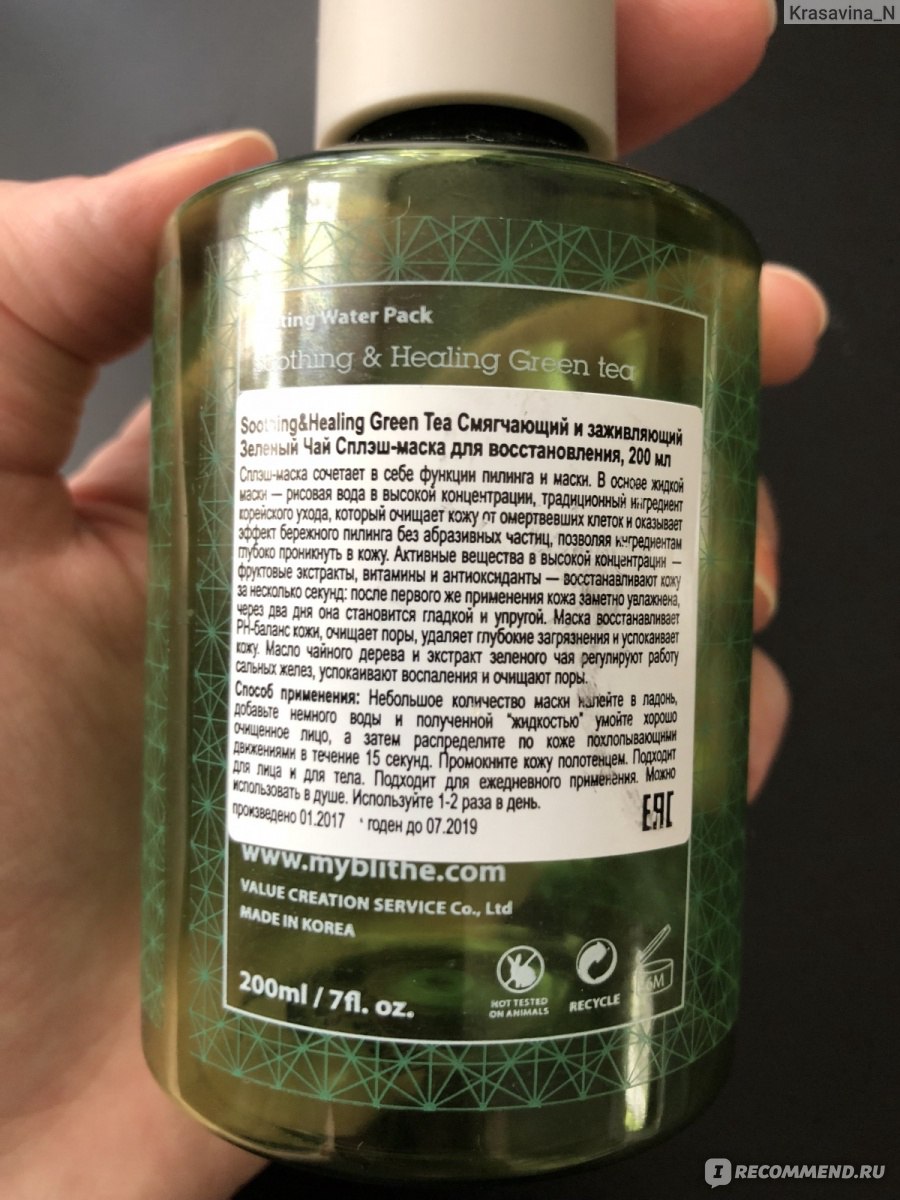 Krasavina_N
Water Pack
& Healing Green tea
Soothing&Healing Green Tea Смягчающий и заживляющий
Зеленый Чай Сплэш-маска для восстановления, 200 мл
Сплэш-маска сочетает в себе функции пилинга и маски. В основе жидкой
маски — рисовая вода в высокой концентрации, традиционный ингредиент
корейского ухода, который очищает кожу от омертвевших клеток и оказывает
эффект бережного пилинга без абразивных частиц, позволяя ингредиентам
глубоко проникнуть в кожу. Активные вещества в высокой концентрации —
фруктовые экстракты, витамины и антиоксиданты — восстанавливают кожу
за несколько секунд: после первого же применения кожа заметно увлажнена,
через два дня она становится гладкой и упругой. Маска восстанавливает
PH-баланс кожи, очищает поры, удаляет глубокие загрязнения и успокаивает
кожу. Масло чайного дерева и экстракт зеленого чая регулируют работу
сальных желез, успокаивают воспаления и очищают поры.
Способ применения: Небольшое количество маски налейте в ладонь,
добавьте немного воды и полученной "жидкостью" умойте хорошо
очищенное лицо, а затем распределите по коже похлопывающими
движениями в течение 15 секунд. Промокните кожу полотенцем. Подходит
для лица и для тела. Подходит для ежедневного применения. Можно
использовать в душе. Используйте 1-2 раза в день.
произведено 01.2017 годен до 07.2019
EAC
www.myblithe.com
VALUE CREATION SERVICE Co., Ltd
MADE IN KOREA
200ml / 7fl. oz.
NOT TESTED
ON ANIMALS
RECYCLE
6M
IRECOMMEND.RU